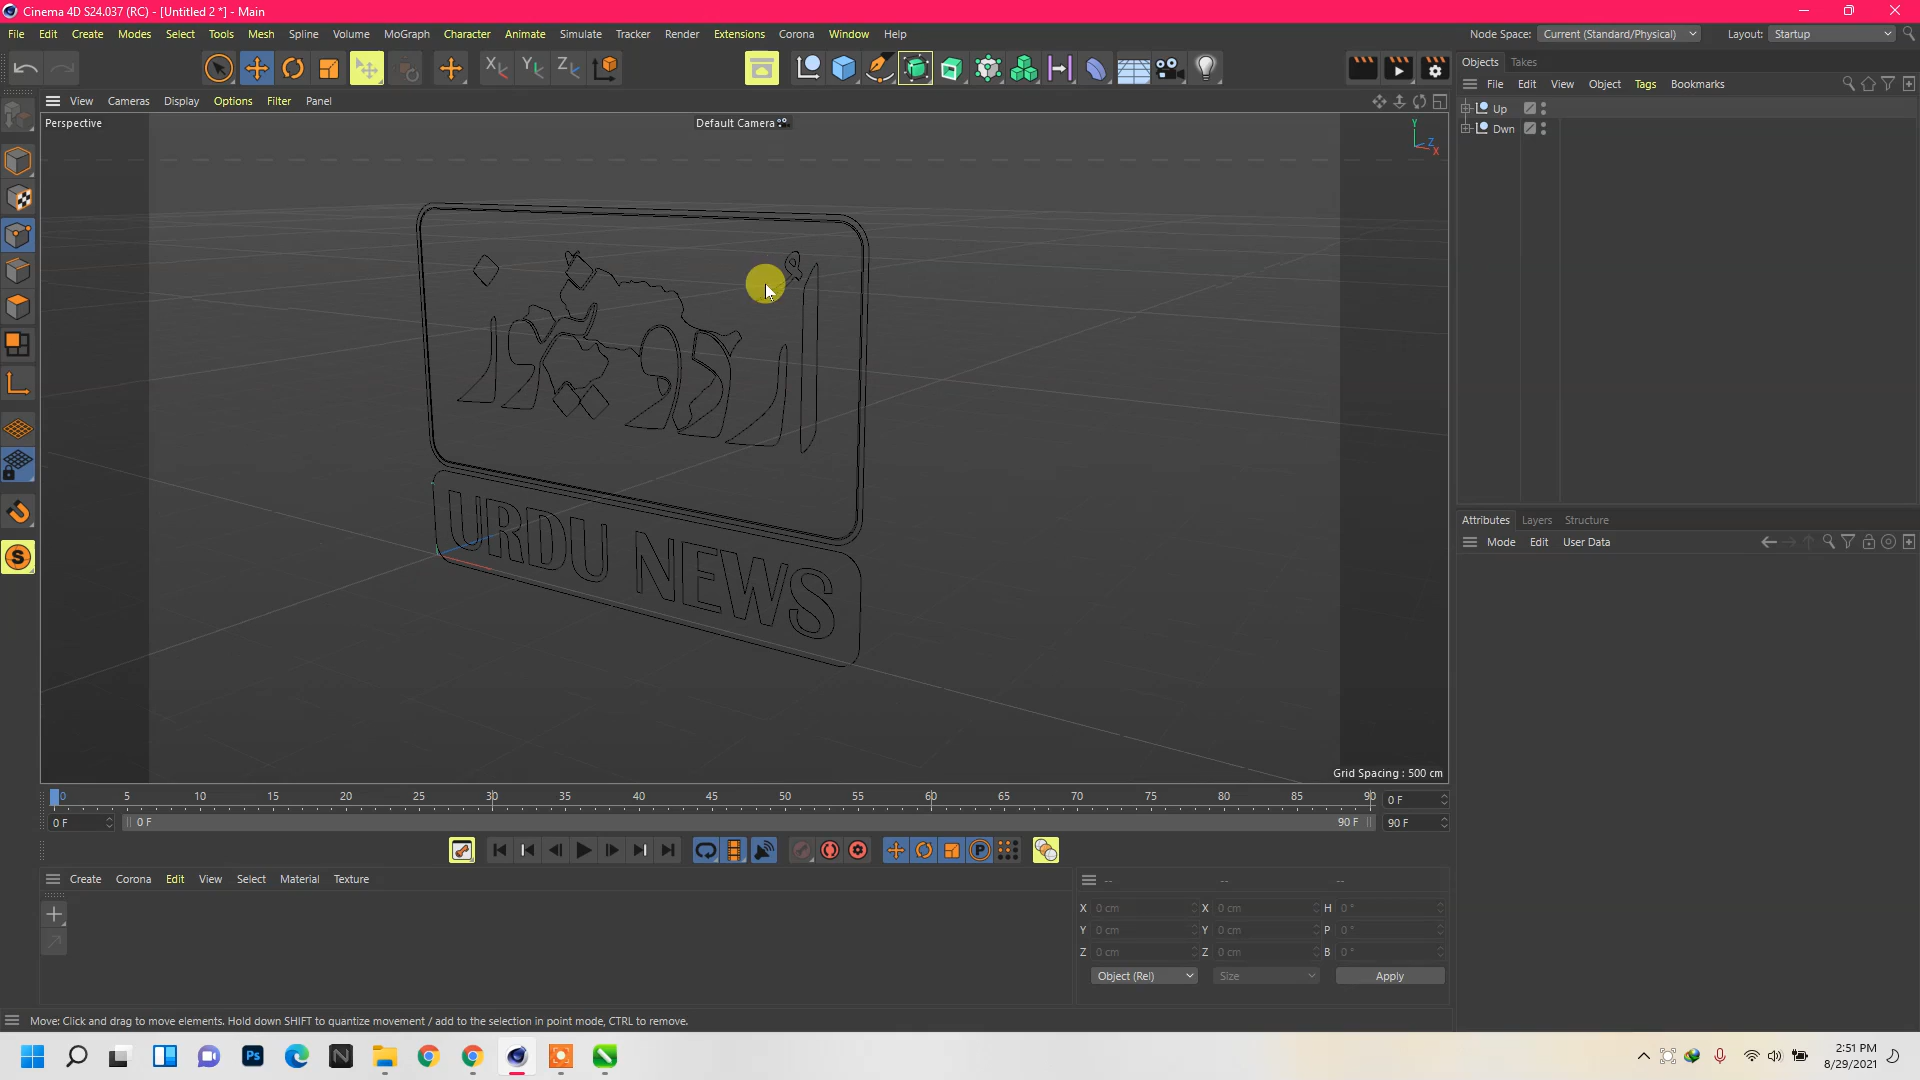 Cinema 4D S24.037 (RC) - [Untitled 2 *] - Main
File Edit Create Modes Select Tools Mesh Spline Volume MoGraph Character Animate Simulate Tracker Render Extensions Corona Window Help
Node Space: Current (Standard/Physical) Layout: Startup
X Y Z
Objects Takes
File Edit View Object Tags Bookmarks
Up
Dwn
View Cameras Display Options Filter Panel
Perspective
Default Camera
Y
Z
X
URDU NEWS
Grid Spacing : 500 cm
Attributes Layers Structure
Mode Edit User Data
0 5 10 15 20 25 30 35 40 45 50 55 60 65 70 75 80 85 90 0 F
0 F 0 F 90 F 90 F
Create Corona Edit View Select Material Texture
-- -- --
X 0 cm X 0 cm H 0 °
Y 0 cm Y 0 cm P 0 °
Z 0 cm Z 0 cm B 0 °
Object (Rel) Size Apply
Move: Click and drag to move elements. Hold down SHIFT to quantize movement / add to the selection in point mode, CTRL to remove.
Ps
N
2:51 PM
8/29/2021